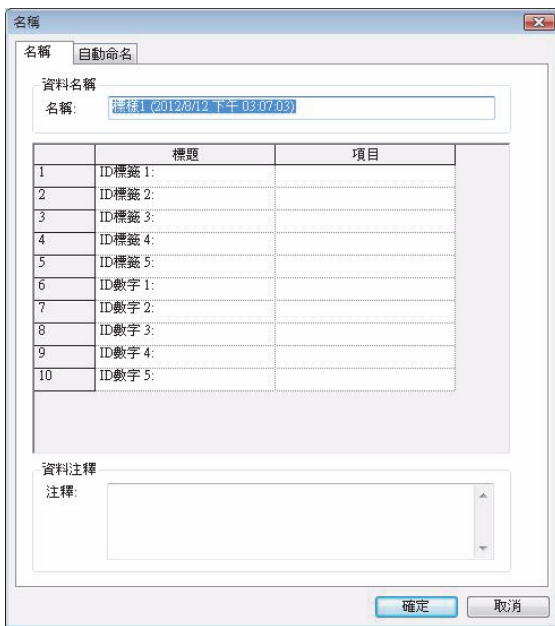 名稱
名稱 自動命名
資料名稱
名稱: 標樣1 (2012/8/12 下午 03:07:03)
標題 項目
1 ID標籤 1:
2 ID標籤 2:
3 ID標籤 3:
4 ID標籤 4:
5 ID標籤 5:
6 ID數字 1:
7 ID數字 2:
8 ID數字 3:
9 ID數字 4:
10 ID數字 5:
資料注釋
注釋:
確定 取消